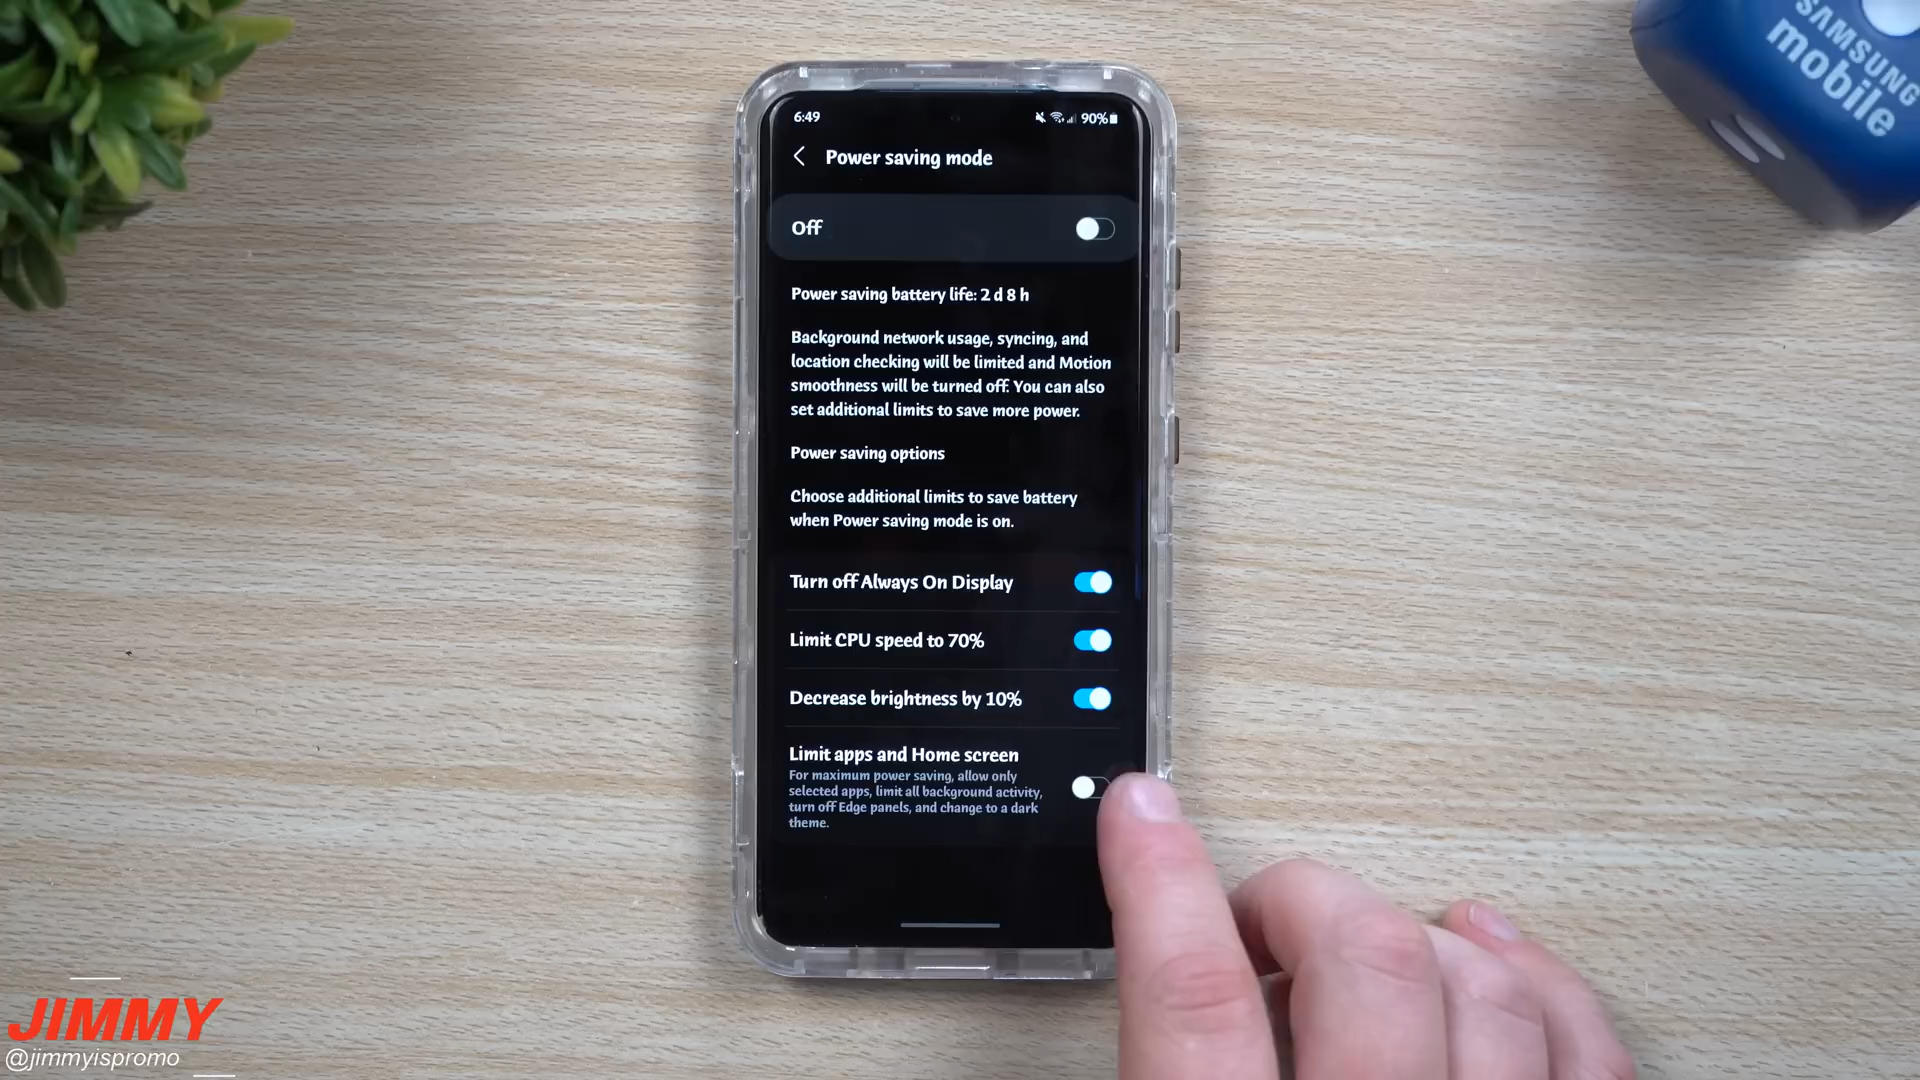 SAMSUNG
mobile
6:49
90%
Power saving mode
Off
Power saving battery life: 2 d 8 h
Background network usage, syncing, and
location checking will be limited and Motion
smoothness will be turned off. You can also
set additional limits to save more power.
Power saving options
Choose additional limits to save battery
when Power saving mode is on.
Turn off Always On Display
Limit CPU speed to 70%
Decrease brightness by 10%
Limit apps and Home screen
For maximum power saving, allow only
selected apps, limit all background activity,
turn off Edge panels, and change to a dark
theme.
JIMMY
@jimmyispromo